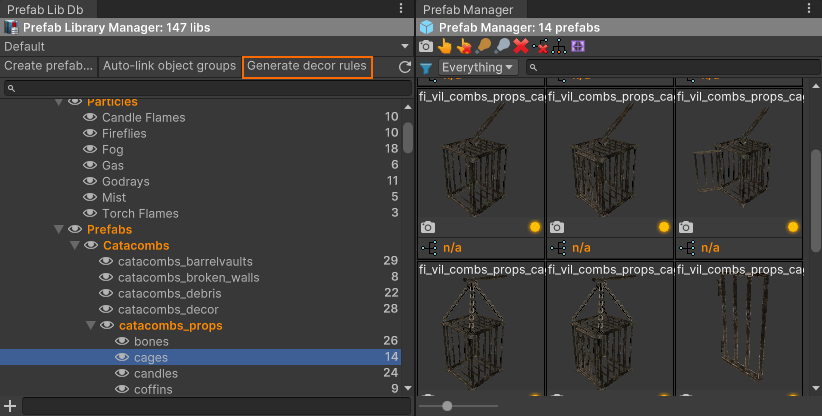 Prefab Lib Db
Prefab Library Manager: 147 libs
Default
Create prefab...
Auto-link object groups
Generate decor rules
Particles
Candle Flames 10
Fireflies 10
Fog 18
Gas 6
Godrays 11
Mist 5
Torch Flames 3
Prefabs
Catacombs
catacombs_barrelvaults 29
catacombs_broken_walls 8
catacombs_debris 22
catacombs_decor 28
catacombs_props
bones 26
cages 14
candles 24
coffins 9
Prefab Manager
Prefab Manager: 14 prefabs
Everything
n/a n/a n/a
fi_vil_combs_props_ca fi_vil_combs_props_ca fi_vil_combs_props_ca
n/a n/a n/a
fi_vil_combs_props_ca fi_vil_combs_props_ca fi_vil_combs_props_ca